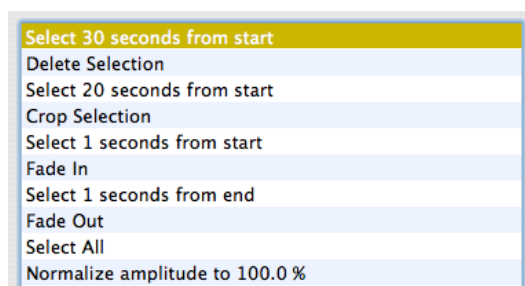 Select 30 seconds from start
Delete Selection
Select 20 seconds from start
Crop Selection
Select 1 seconds from start
Fade In
Select 1 seconds from end
Fade Out
Select All
Normalize amplitude to 100.0 %